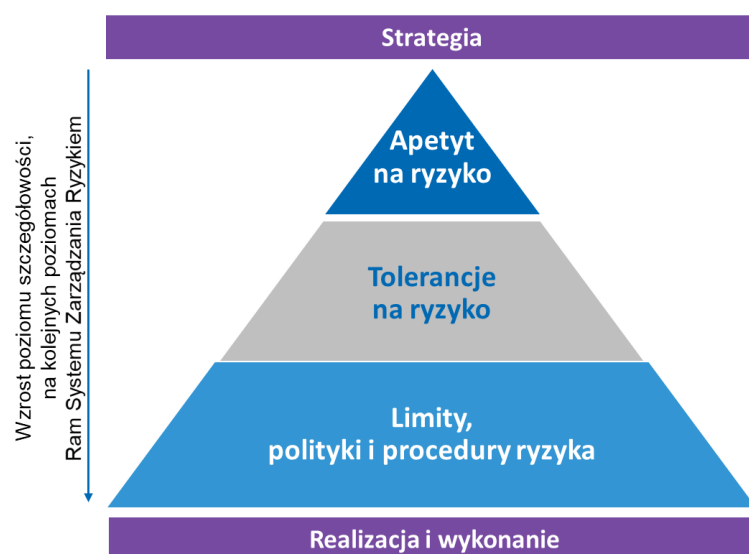 Strategia
Wzrost poziomu szczegółowości,
na kolejnych poziomach
Ram Systemu Zarządzania Ryzykiem
Apetyt
na ryzyko
Tolerancje
na ryzyko
Limity,
polityki i procedury ryzyka
Realizacja i wykonanie